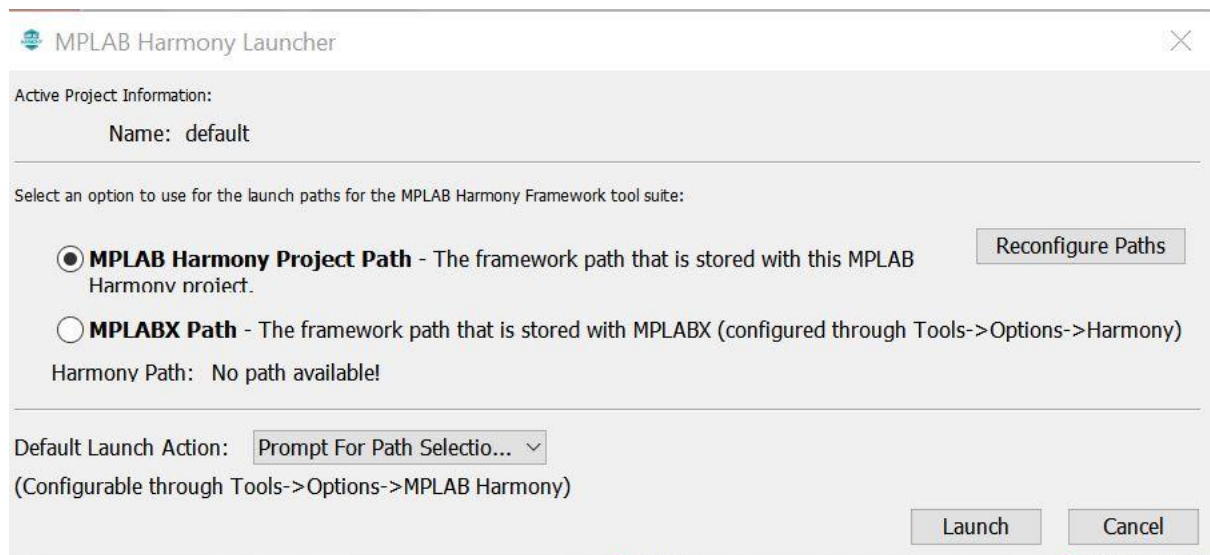 MPLAB Harmony Launcher
Active Project Information:
Name: default
Select an option to use for the launch paths for the MPLAB Harmony Framework tool suite:
MPLAB Harmony Project Path - The framework path that is stored with this MPLAB
Harmony project.
Reconfigure Paths
MPLABX Path - The framework path that is stored with MPLABX (configured through Tools->Options->Harmony)
Harmony Path: No path available!
Default Launch Action: Prompt For Path Selectio...
(Configurable through Tools->Options->MPLAB Harmony)
Launch Cancel